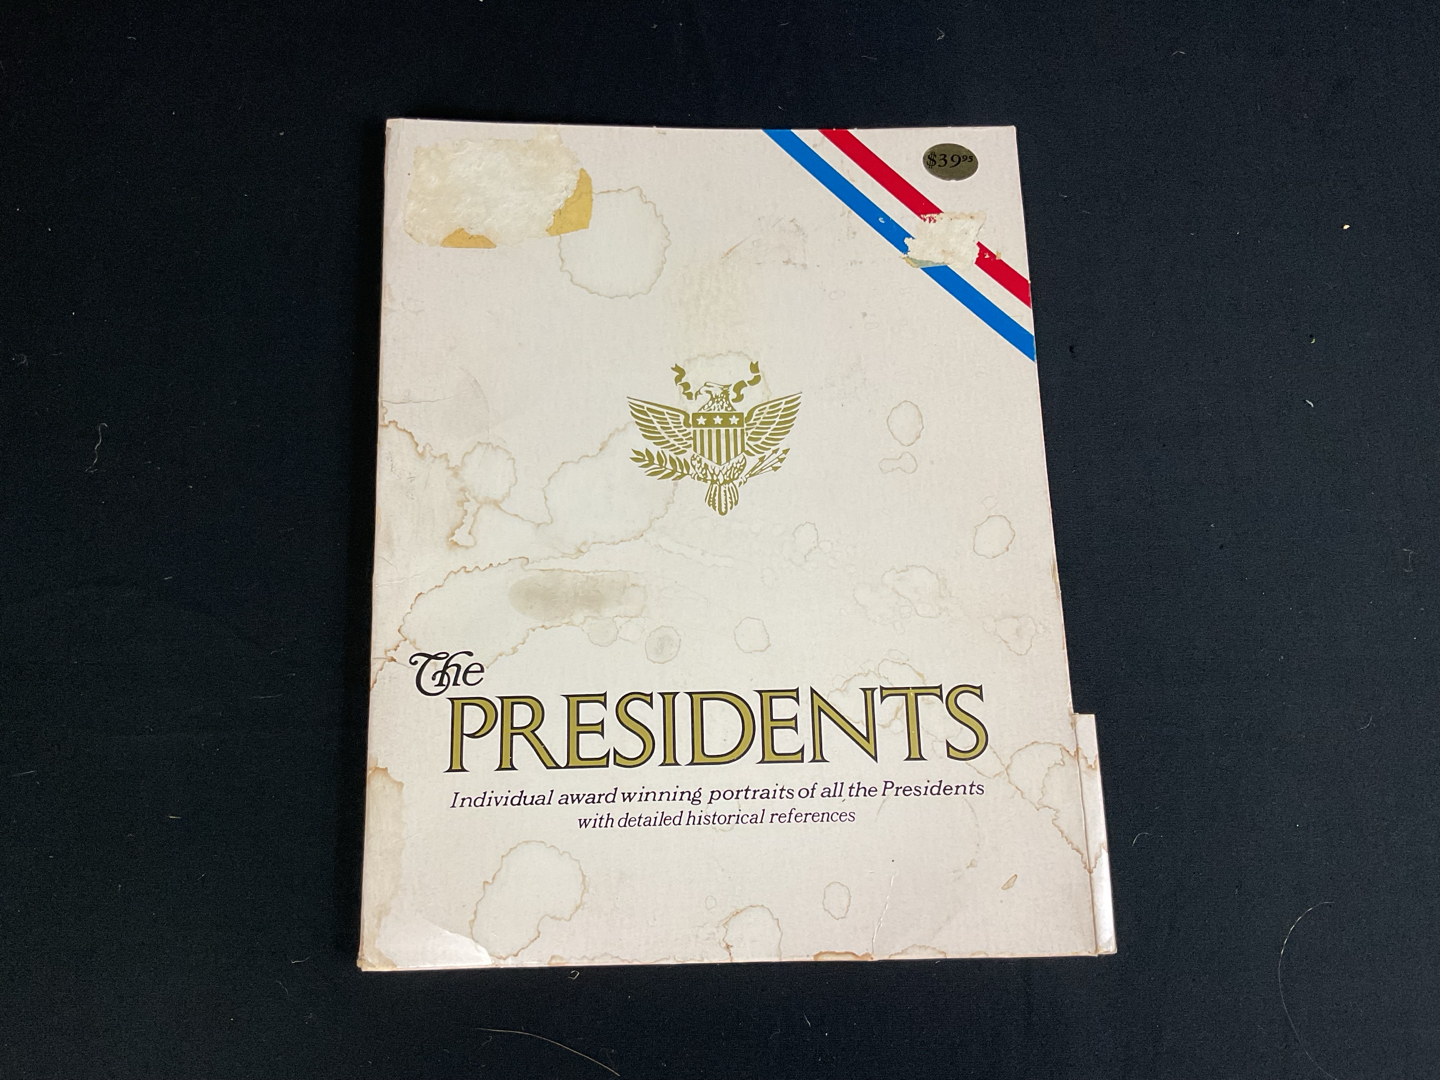 $39.95
The
PRESIDENTS
Individual award winning portraits of all the Presidents
with detailed historical references